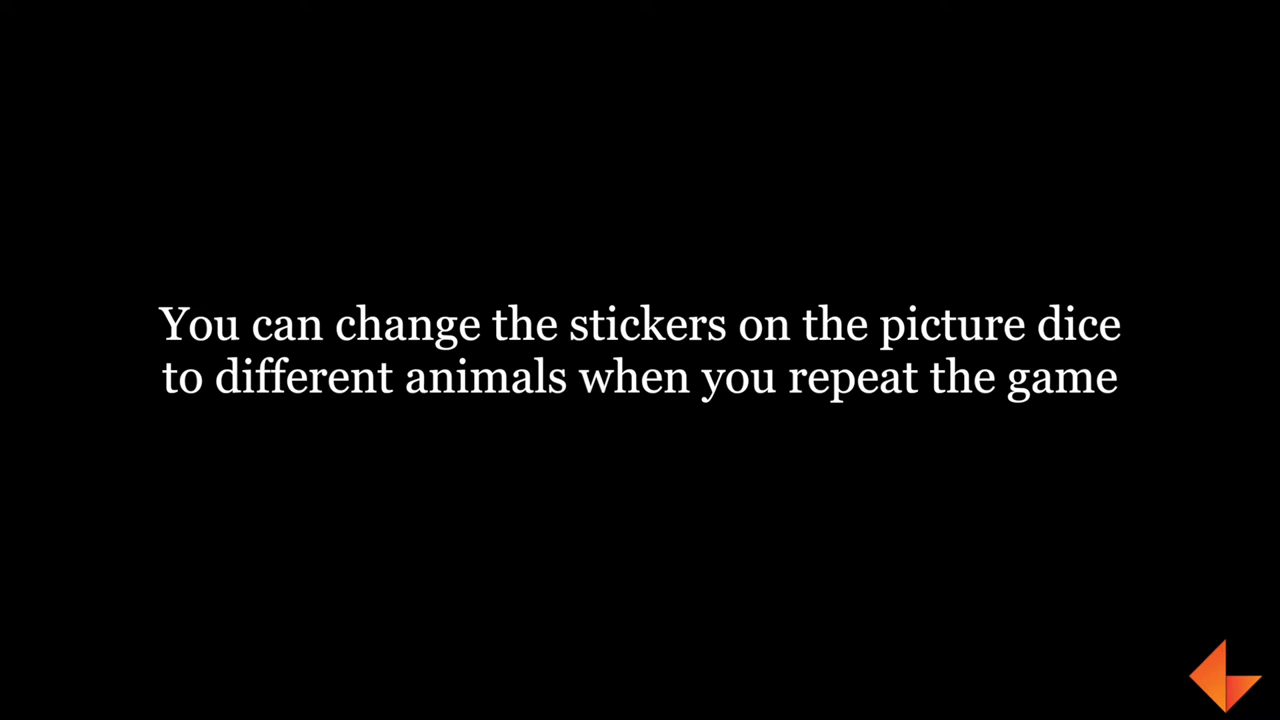 You can change the stickers on the picture dice
to different animals when you repeat the game